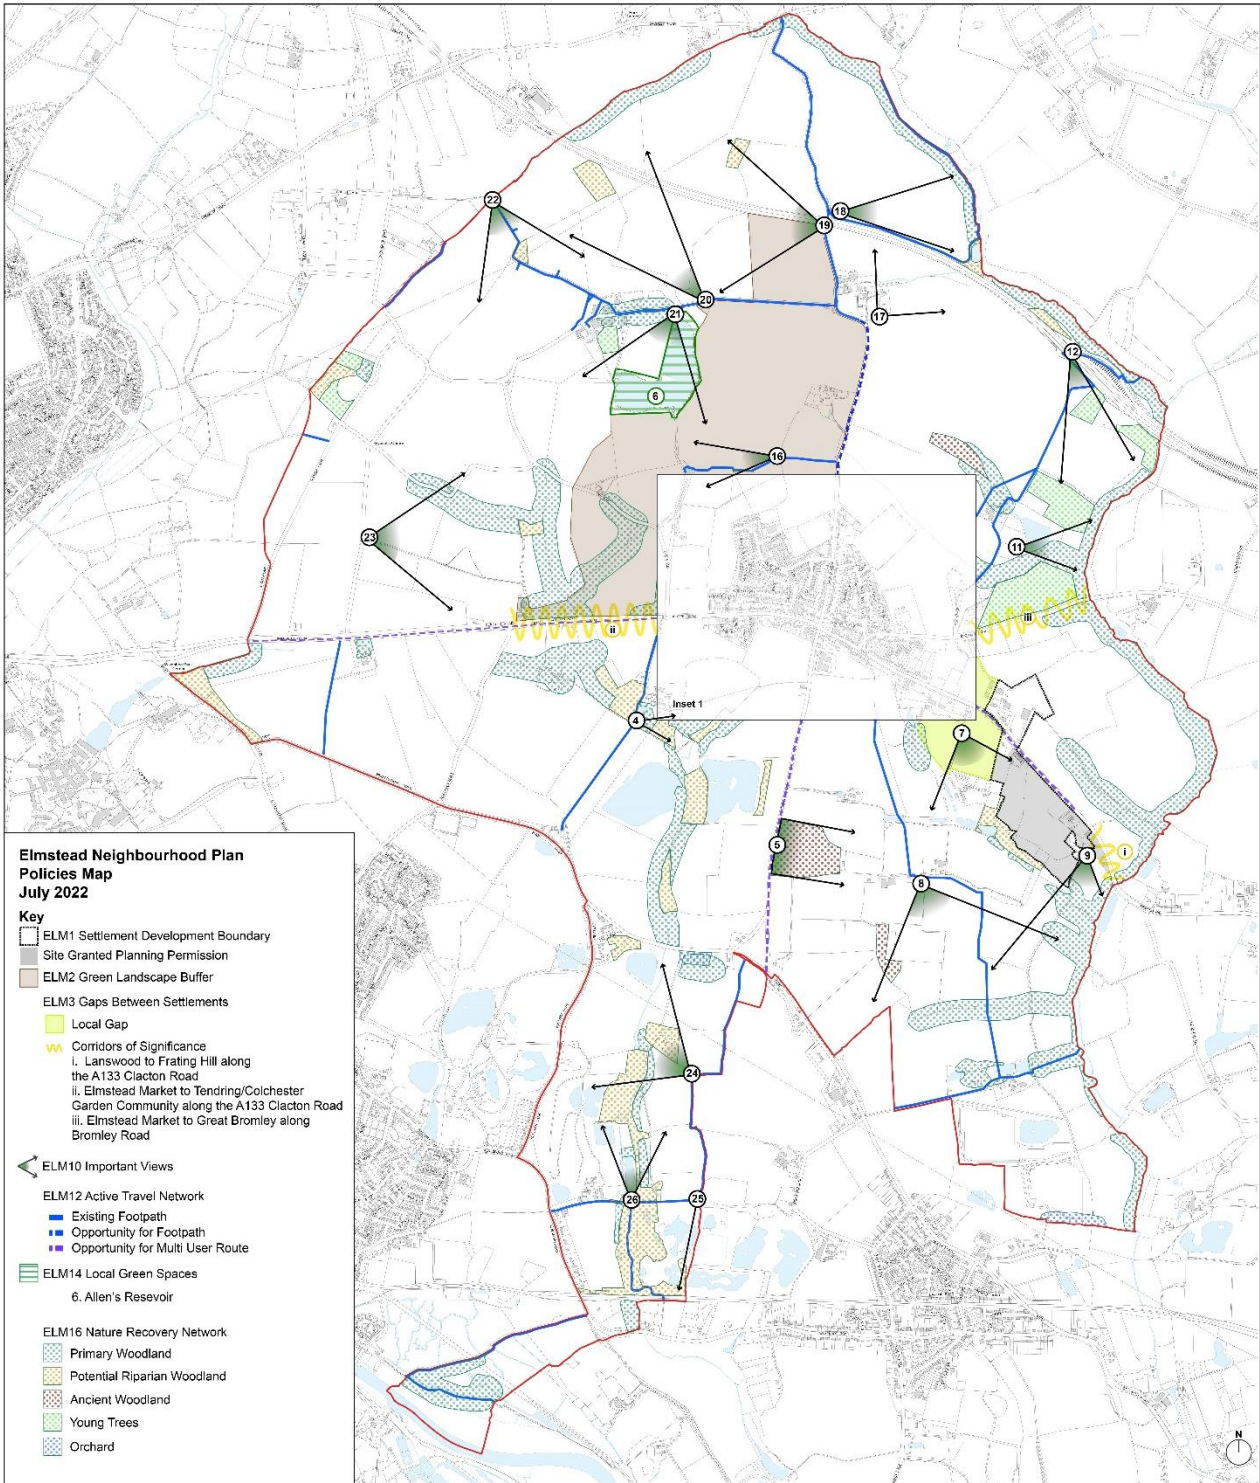 22
18
19
20
21
17
12
6
16
23
11
ii
iii
Inset 1
4
7
5
9
i
8
24
26
25
Elmstead Neighbourhood Plan
Policies Map
July 2022
Key
ELM1 Settlement Development Boundary
Site Granted Planning Permission
ELM2 Green Landscape Buffer
ELM3 Gaps Between Settlements
Local Gap
Corridors of Significance
i. Lanswood to Frating Hill along
the A133 Clacton Road
ii. Elmstead Market to Tendring/Colchester
Garden Community along the A133 Clacton Road
iii. Elmstead Market to Great Bromley along
Bromley Road
ELM10 Important Views
ELM12 Active Travel Network
Existing Footpath
Opportunity for Footpath
Opportunity for Multi User Route
ELM14 Local Green Spaces
6. Allen's Resevoir
ELM16 Nature Recovery Network
Primary Woodland
Potential Riparian Woodland
Ancient Woodland
Young Trees
Orchard
N